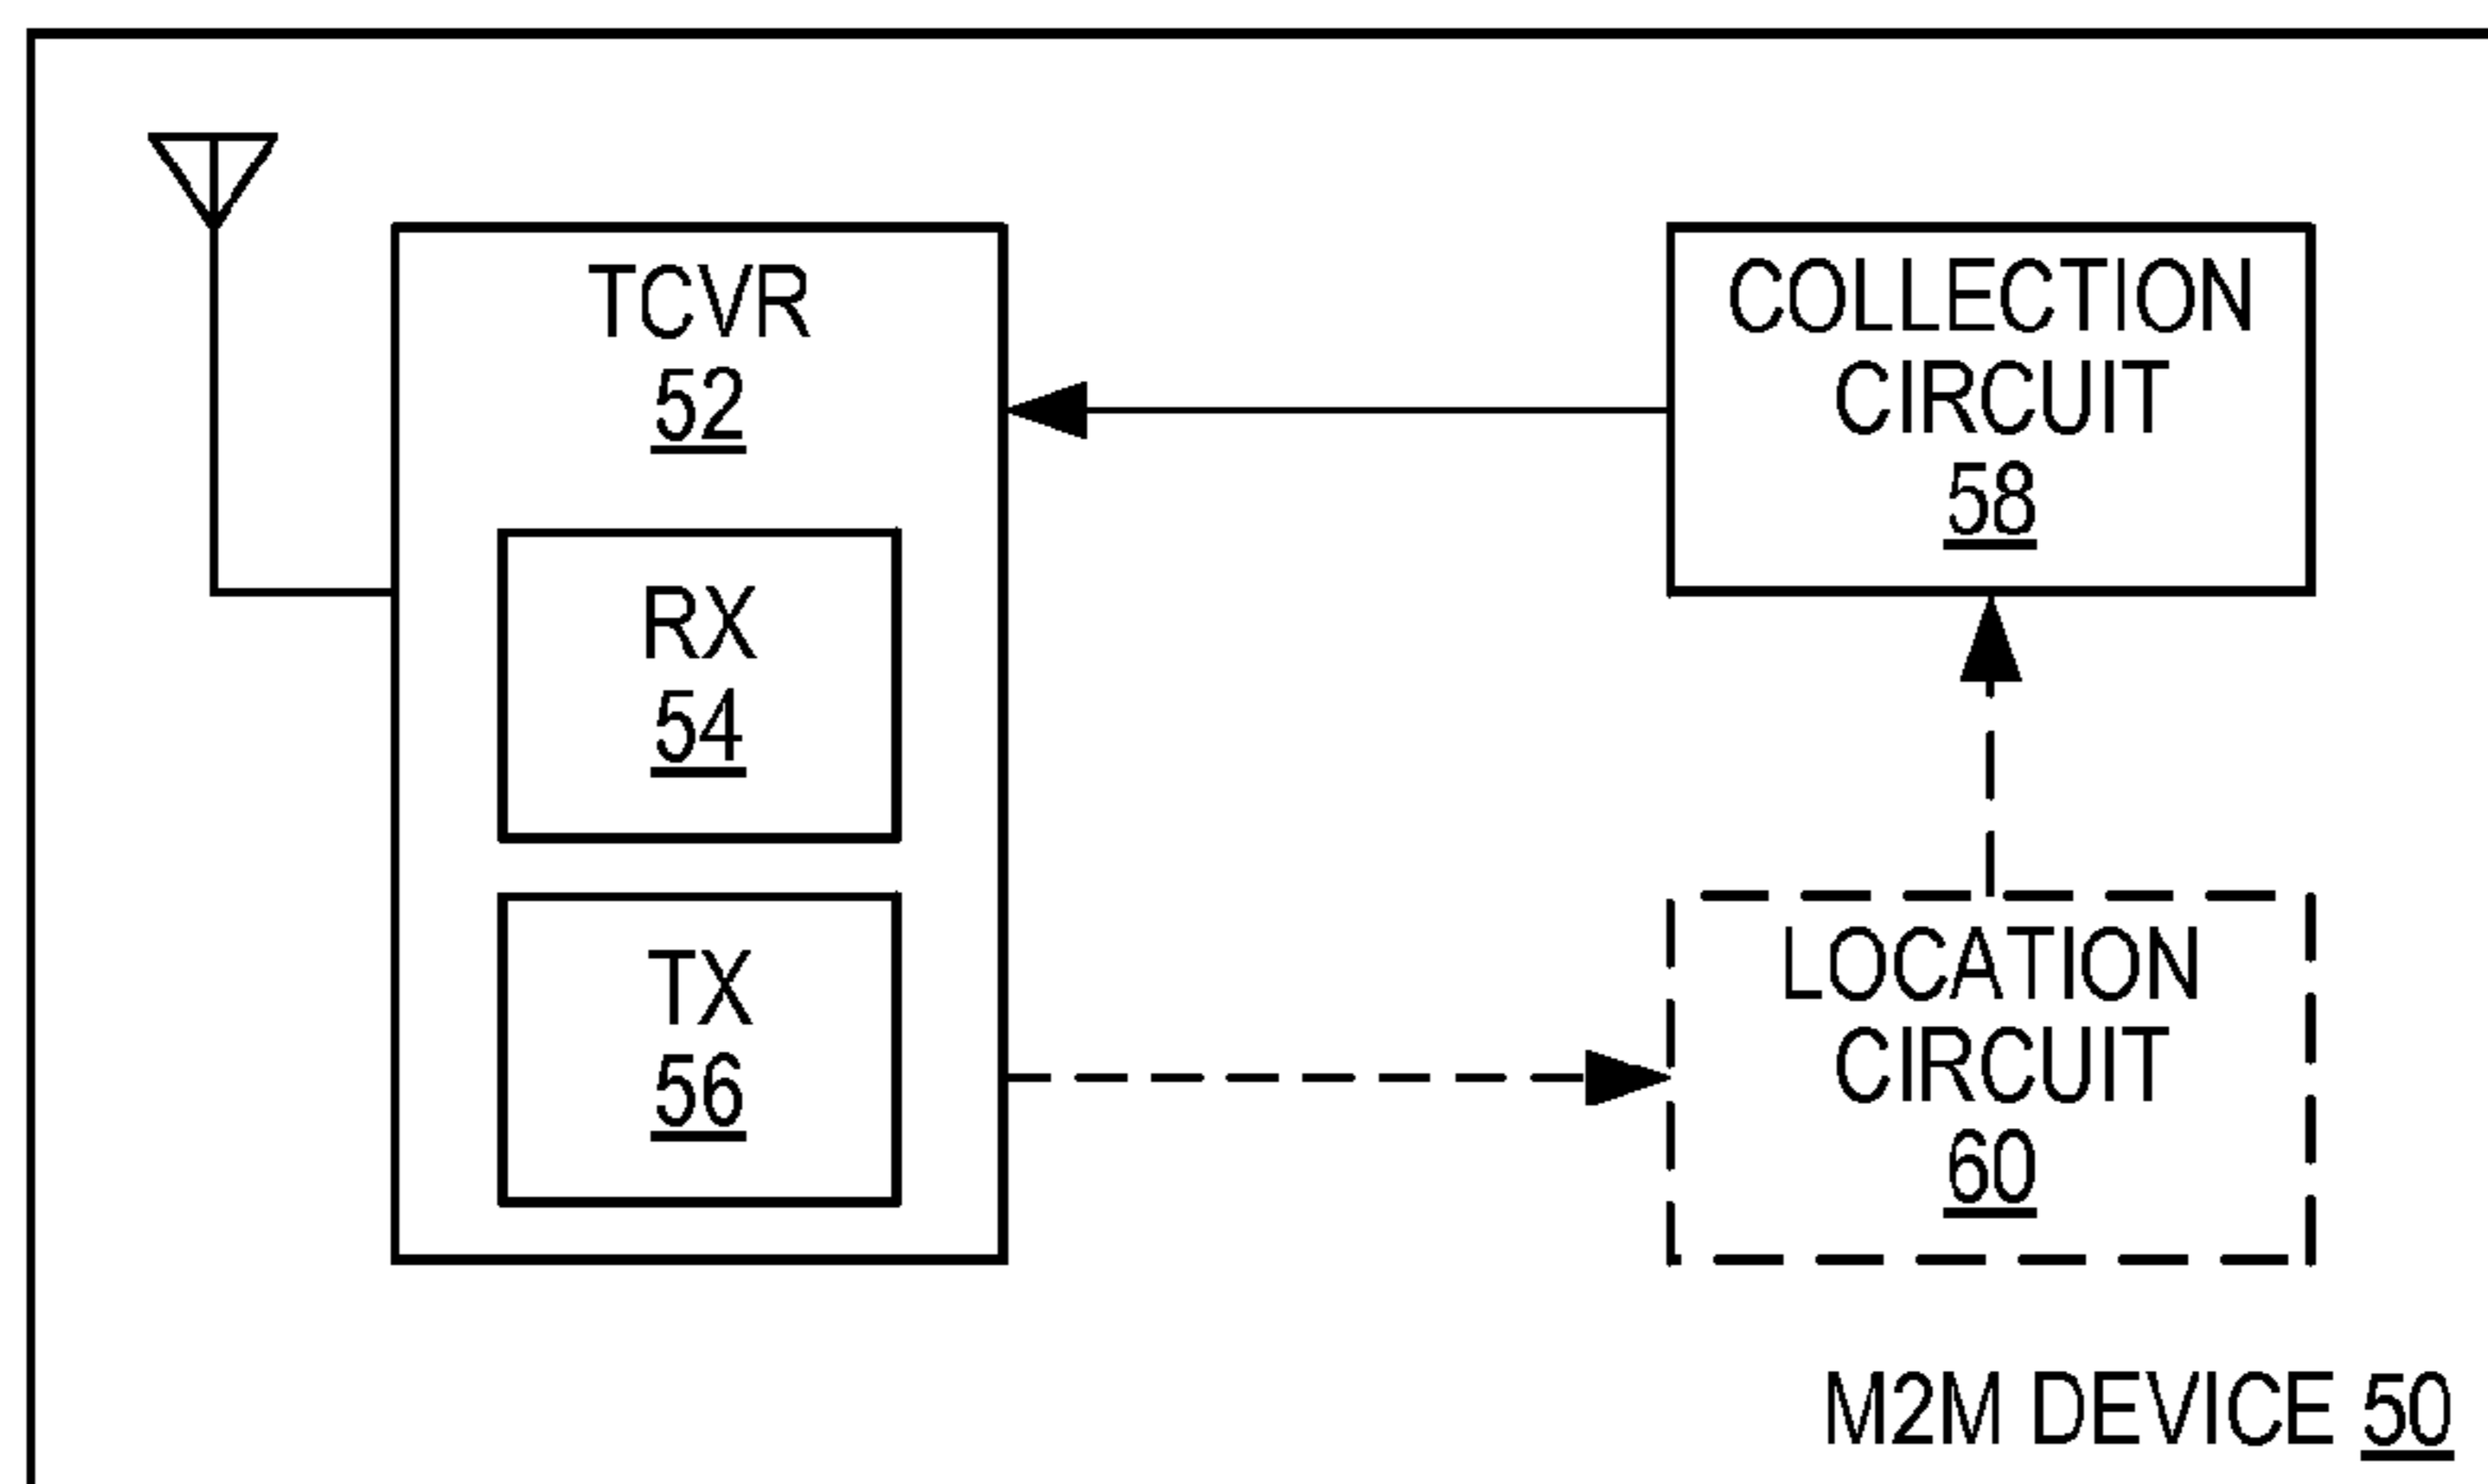 TCVR
52
RX
54
TX
56
COLLECTION
CIRCUIT
58
LOCATION
CIRCUIT
60
M2M DEVICE 50